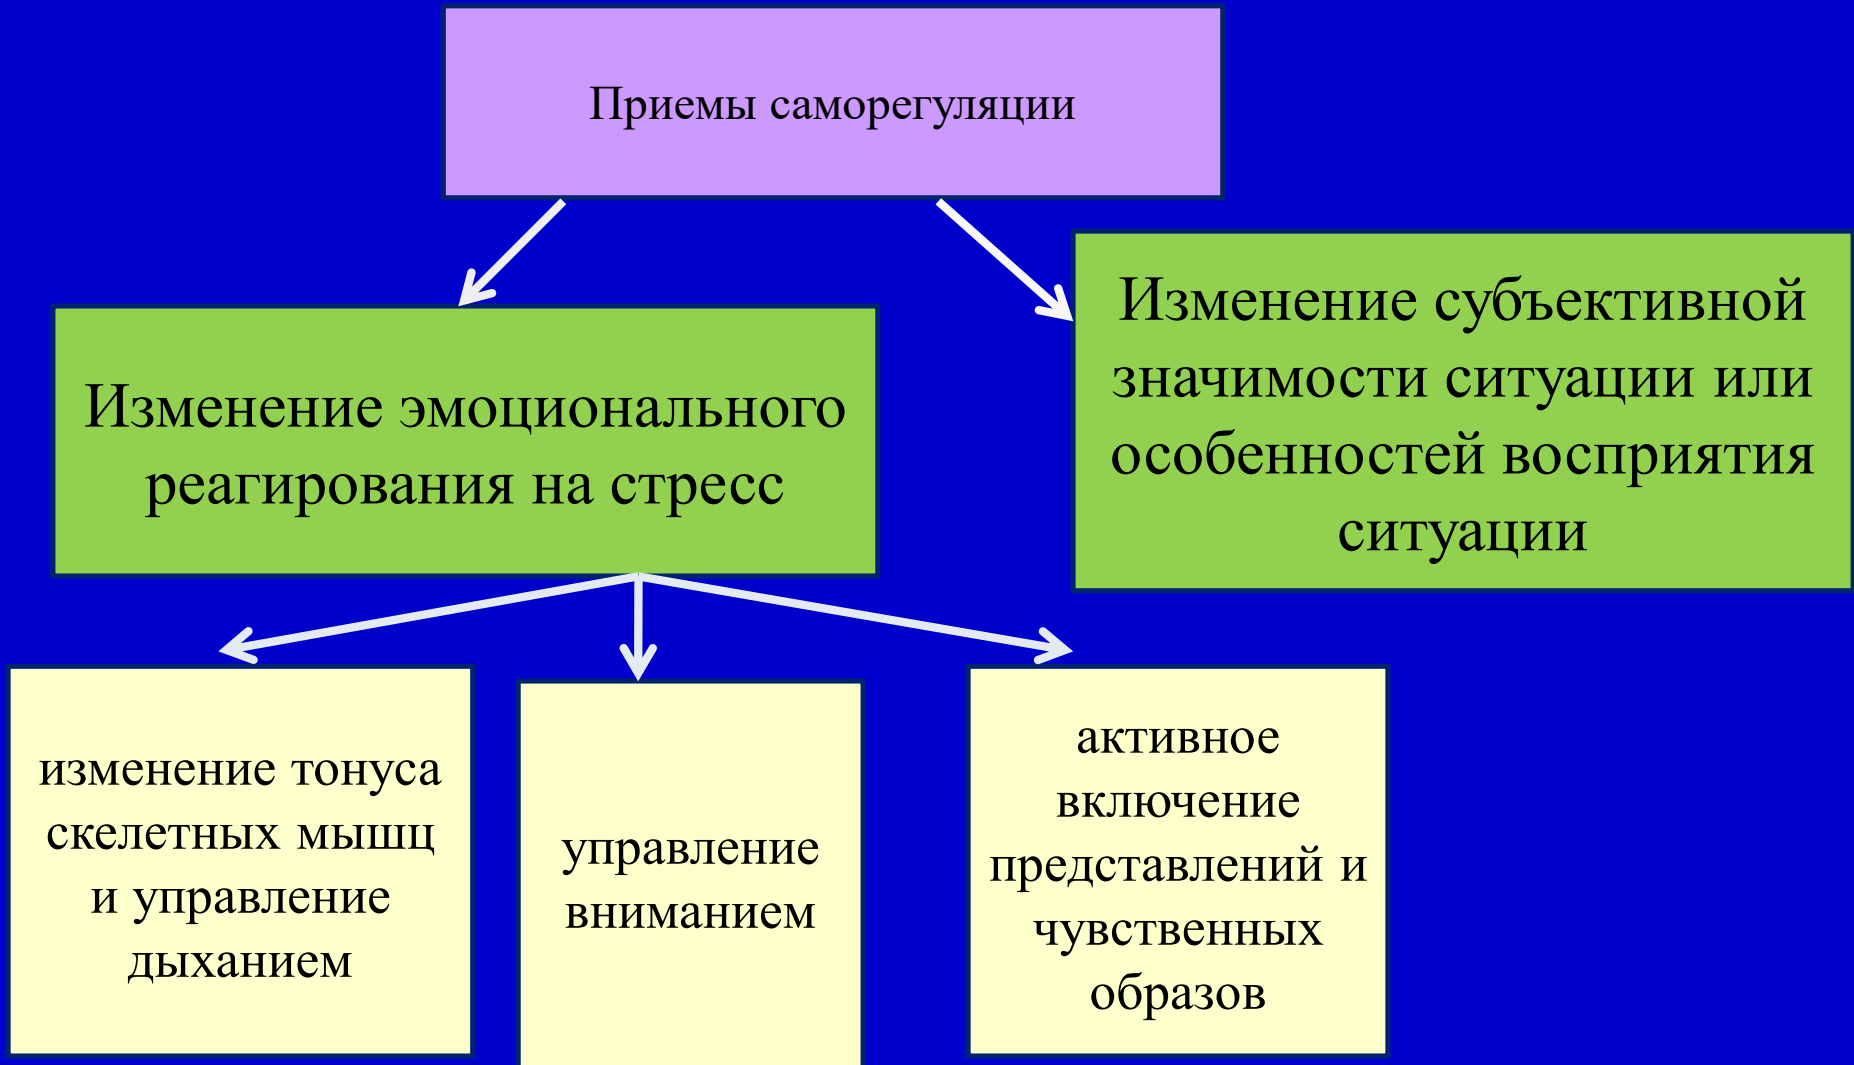 Приемы саморегуляции
Изменение эмоционального
реагирования на стресс
Изменение субъективной
значимости ситуации или
особенностей восприятия
ситуации
изменение тонуса
скелетных мышц
и управление
дыханием
управление
вниманием
активное
включение
представлений и
чувственных
образов